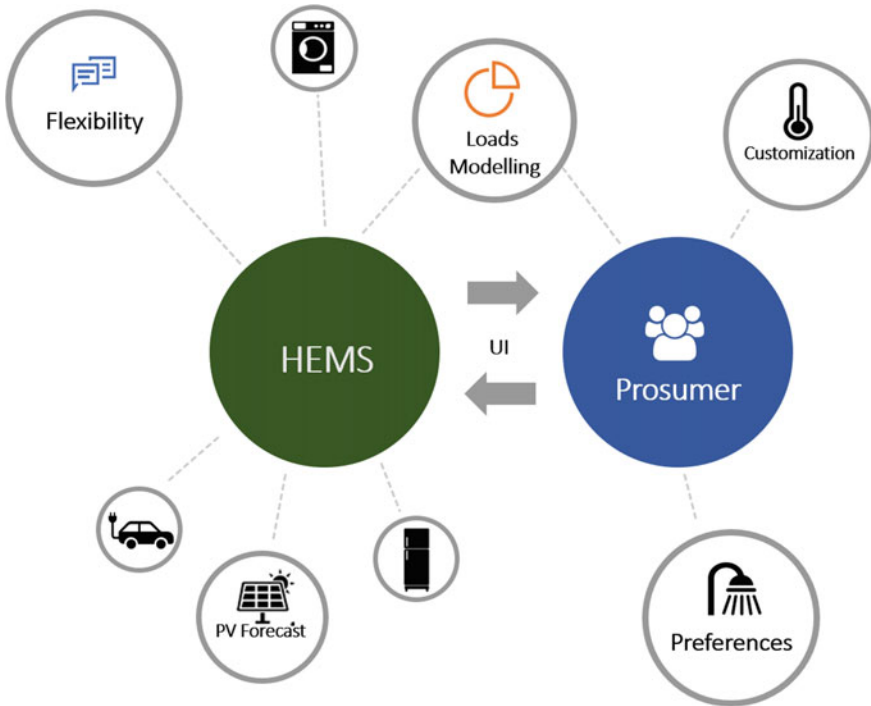 Flexibility
Loads
Modelling
Customization
HEMS
UI
Prosumer
PV Forecast
Preferences